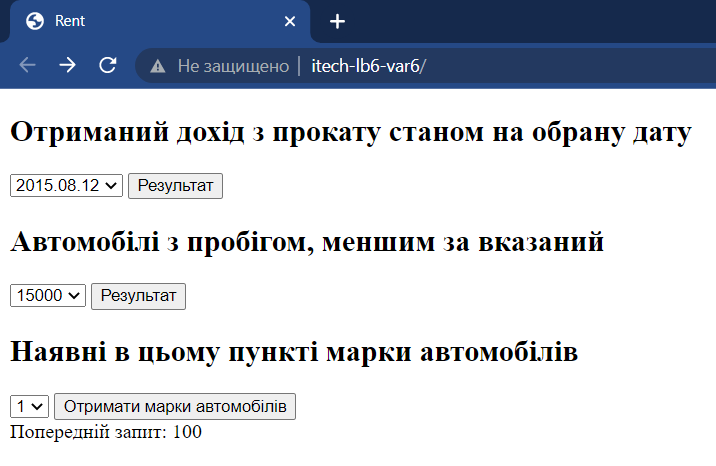 Rent
Не защищено | itech-lb6-var6/
Отриманий дохід з прокату станом на обрану дату
2015.08.12 Результат
Автомобілі з пробігом, меншим за вказаний
15000 Результат
Наявні в цьому пункті марки автомобілів
1 Отримати марки автомобілів
Попередній запит: 100